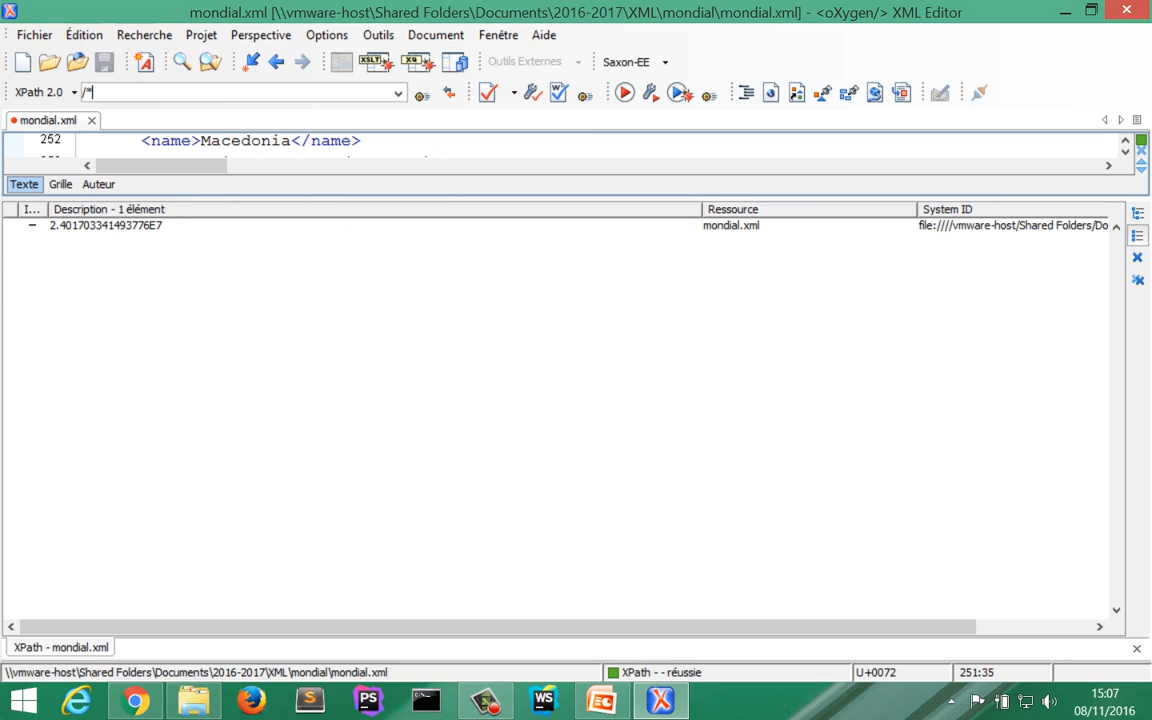 mondial.xml [\\vmware-host\Shared Folders\Documents\2016-2017\XML\mondial\mondial.xml] - <oXygen/> XML Editor
Fichier Édition Recherche Projet Perspective Options Outils Document Fenêtre Aide
XSLT XQ Outils Externes Saxon-EE
XPath 2.0 /*
mondial.xml
252 <name>Macedonia</name>
Texte Grille Auteur
I... Description - 1 élément Ressource System ID
2.401703341493776E7 mondial.xml file:////vmware-host/Shared Folders/Do
XPath - mondial.xml
\\vmware-host\Shared Folders\Documents\2016-2017\XML\mondial\mondial.xml XPath - - réussie U+0072 251:35
15:07
08/11/2016